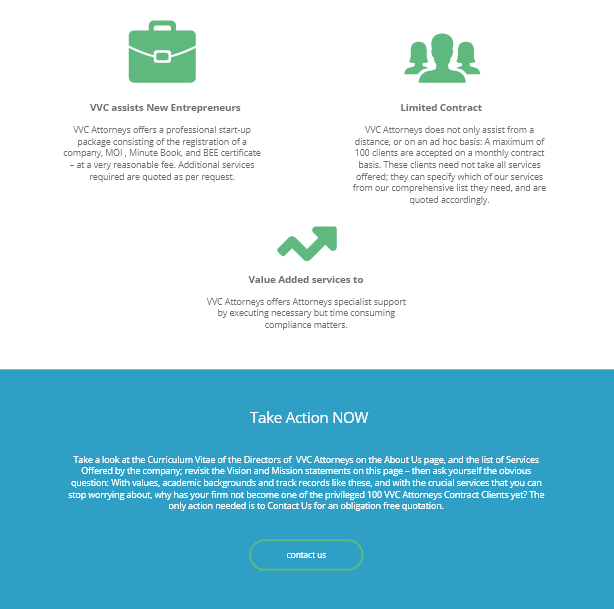 VVC assists New Entrepreneurs
VVC Attorneys offers a professional start-up
package consisting of the registration of a
company, MOI , Minute Book, and BEE certificate
– at a very reasonable fee. Additional services
required are quoted as per request.
Limited Contract
VVC Attorneys does not only assist from a
distance, or on an ad hoc basis: A maximum of
100 clients are accepted on a monthly contract
basis. These clients need not take all services
offered; they can specify which of our services
from our comprehensive list they need, and are
quoted accordingly.
Value Added services to
VVC Attorneys offers Attorneys specialist support
by executing necessary but time consuming
compliance matters.
Take Action NOW
Take a look at the Curriculum Vitae of the Directors of VVC Attorneys on the About Us page, and the list of Services
Offered by the company; revisit the Vision and Mission statements on this page – then ask yourself the obvious
question: With values, academic backgrounds and track records like these, and with the crucial services that you can
stop worrying about, why has your firm not become one of the privileged 100 VVC Attorneys Contract Clients yet? The
only action needed is to Contact Us for an obligation free quotation.
contact us